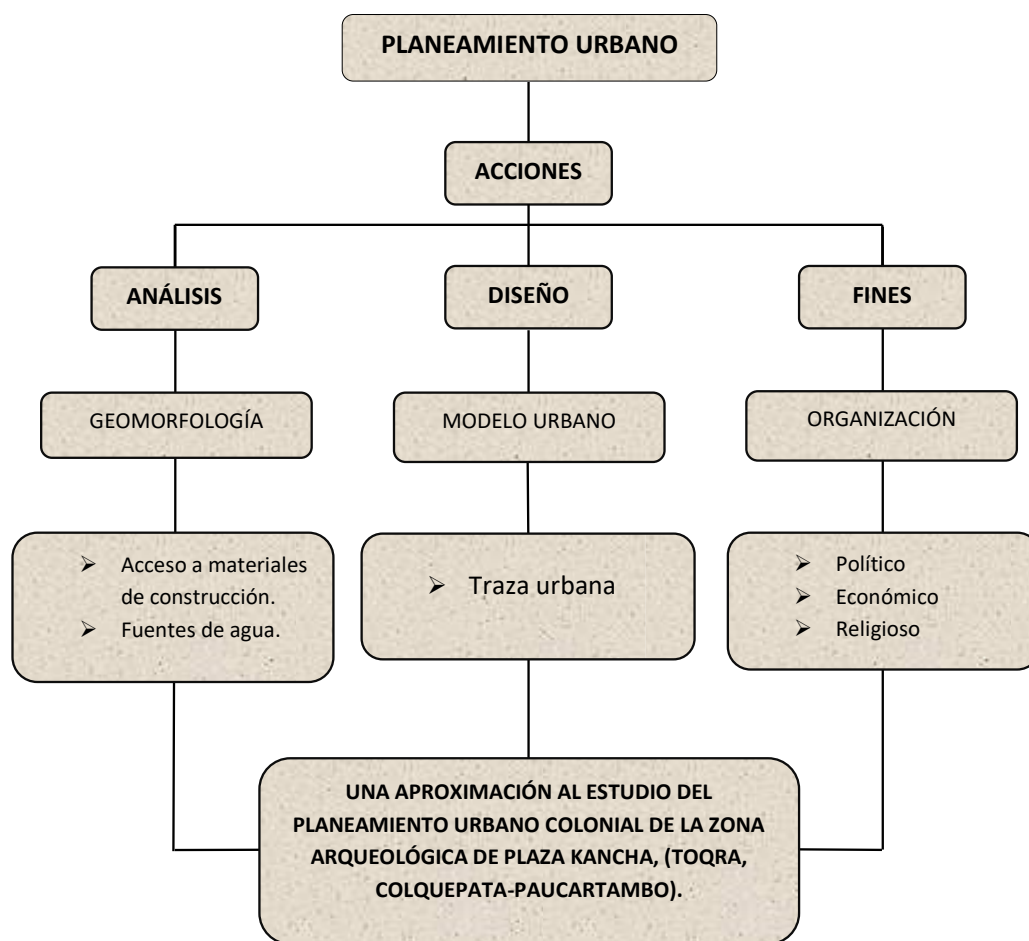 PLANEAMIENTO URBANO
ACCIONES
ANÁLISIS
DISEÑO
FINES
GEOMORFOLOGÍA
MODELO URBANO
ORGANIZACIÓN
➢ Acceso a materiales
de construcción.
➢ Fuentes de agua.
➢ Traza urbana
➢ Político
➢ Económico
➢ Religioso
UNA APROXIMACIÓN AL ESTUDIO DEL
PLANEAMIENTO URBANO COLONIAL DE LA ZONA
ARQUEOLÓGICA DE PLAZA KANCHA, (TOQRA,
COLQUEPATA-PAUCARTAMBO).